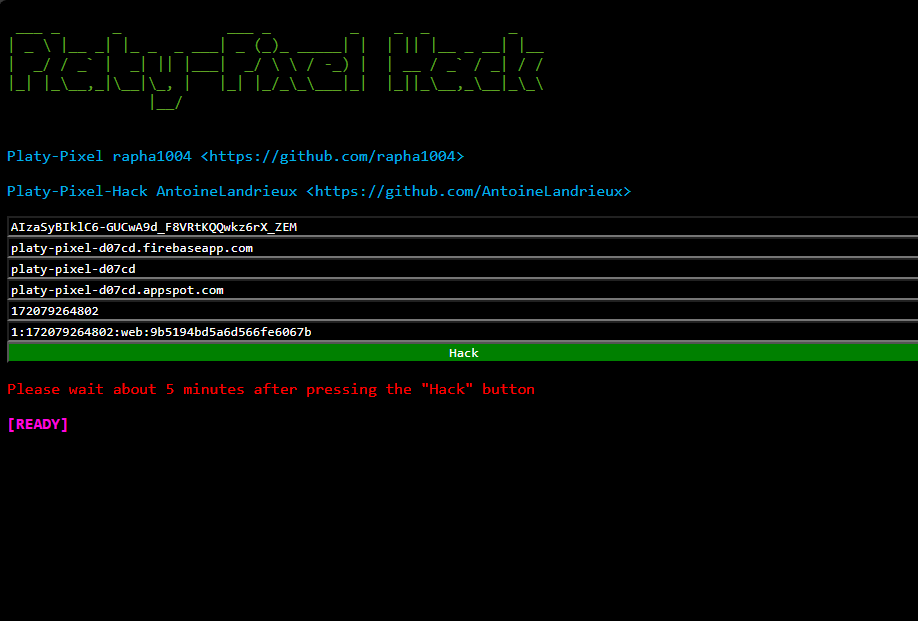 Platy-Pixel Hack
Platy-Pixel rapha1004 <https://github.com/rapha1004>
Platy-Pixel-Hack AntoineLandrieux <https://github.com/AntoineLandrieux>
AIzaSyBIklC6-GUCwA9d_F8VRtKQQwkz6rX_ZEM
platy-pixel-d07cd.firebaseapp.com
platy-pixel-d07cd
platy-pixel-d07cd.appspot.com
172079264802
1:172079264802:web:9b5194bd5a6d566fe6067b
Hack
Please wait about 5 minutes after pressing the "Hack" button
[READY]